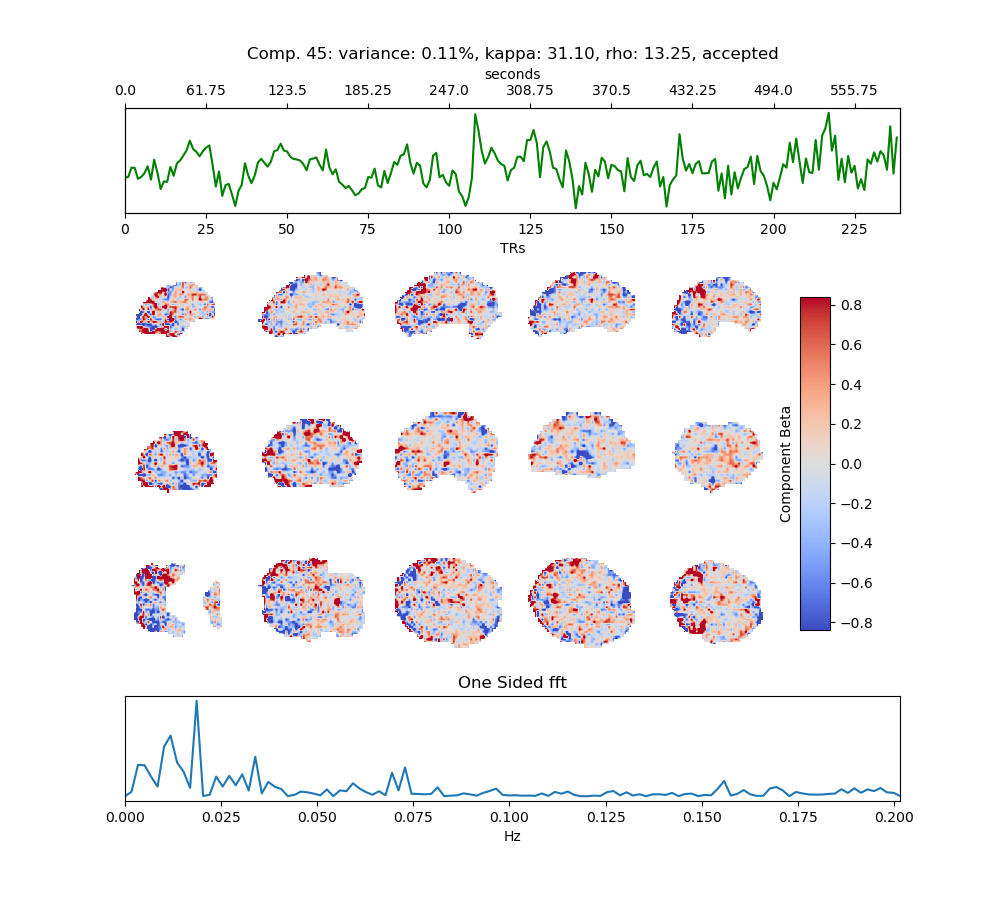 Comp. 45: variance: 0.11%, kappa: 31.10, rho: 13.25, accepted
seconds
0.0 61.75 123.5 185.25 247.0 308.75 370.5 432.25 494.0 555.75
0 25 50 75 100 125 150 175 200 225
TRs
0.8
0.6
0.4
0.2
0.0
−0.2
−0.4
−0.6
−0.8
Component Beta
One Sided fft
0.000 0.025 0.050 0.075 0.100 0.125 0.150 0.175 0.200
Hz